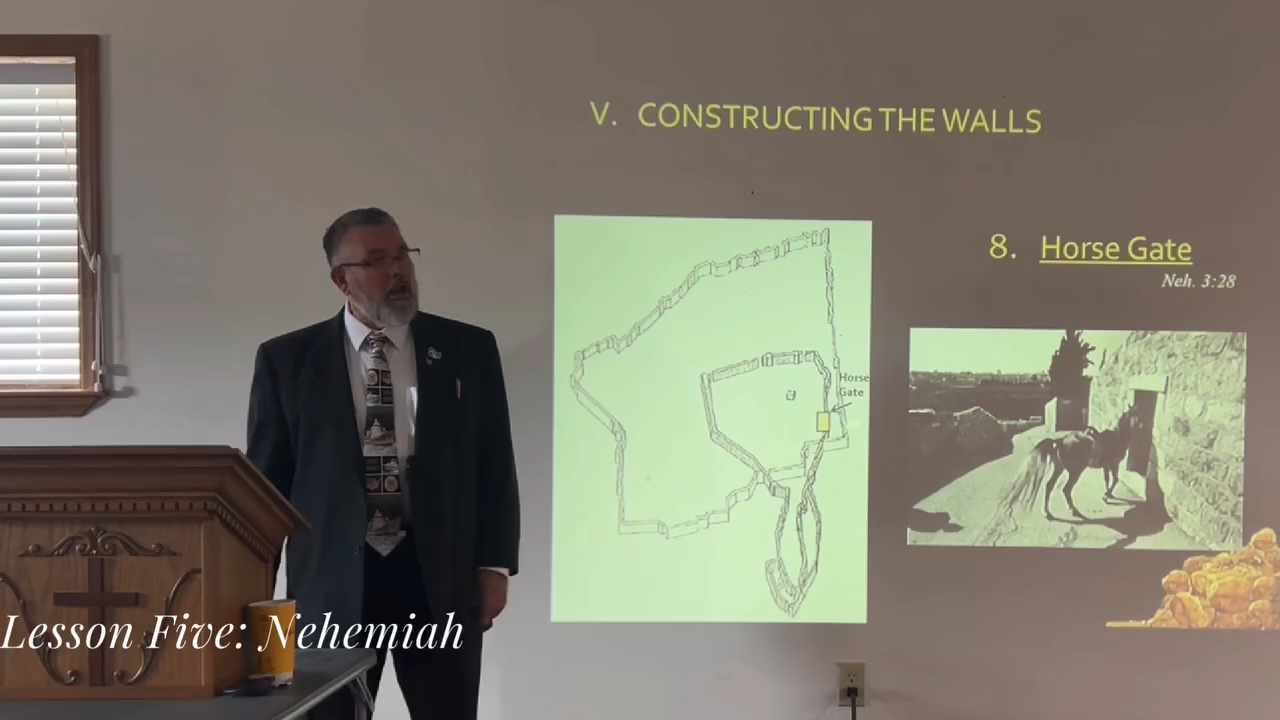 V. CONSTRUCTING THE WALLS
8. Horse Gate
Neh. 3:28
Horse
Gate
Lesson Five: Nehemiah